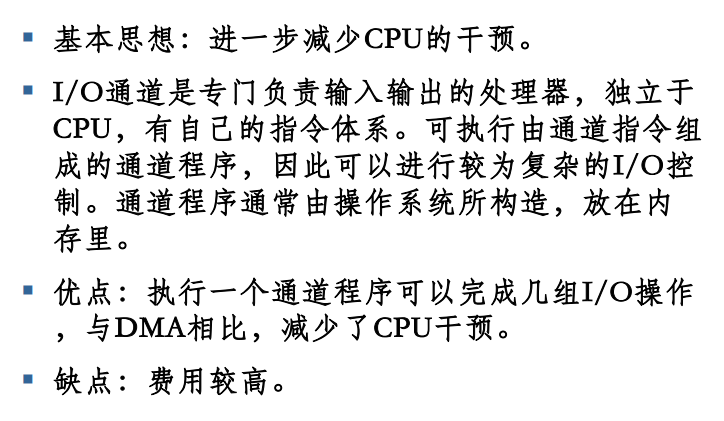 ▪ 基本思想：进一步减少CPU的干预。
▪ I/O通道是专门负责输入输出的处理器，独立于
CPU，有自己的指令体系。可执行由通道指令组
成的通道程序，因此可以进行较为复杂的I/O控
制。通道程序通常由操作系统所构造，放在内
存里。
▪ 优点：执行一个通道程序可以完成几组I/O操作
，与DMA相比，减少了CPU干预。
▪ 缺点：费用较高。